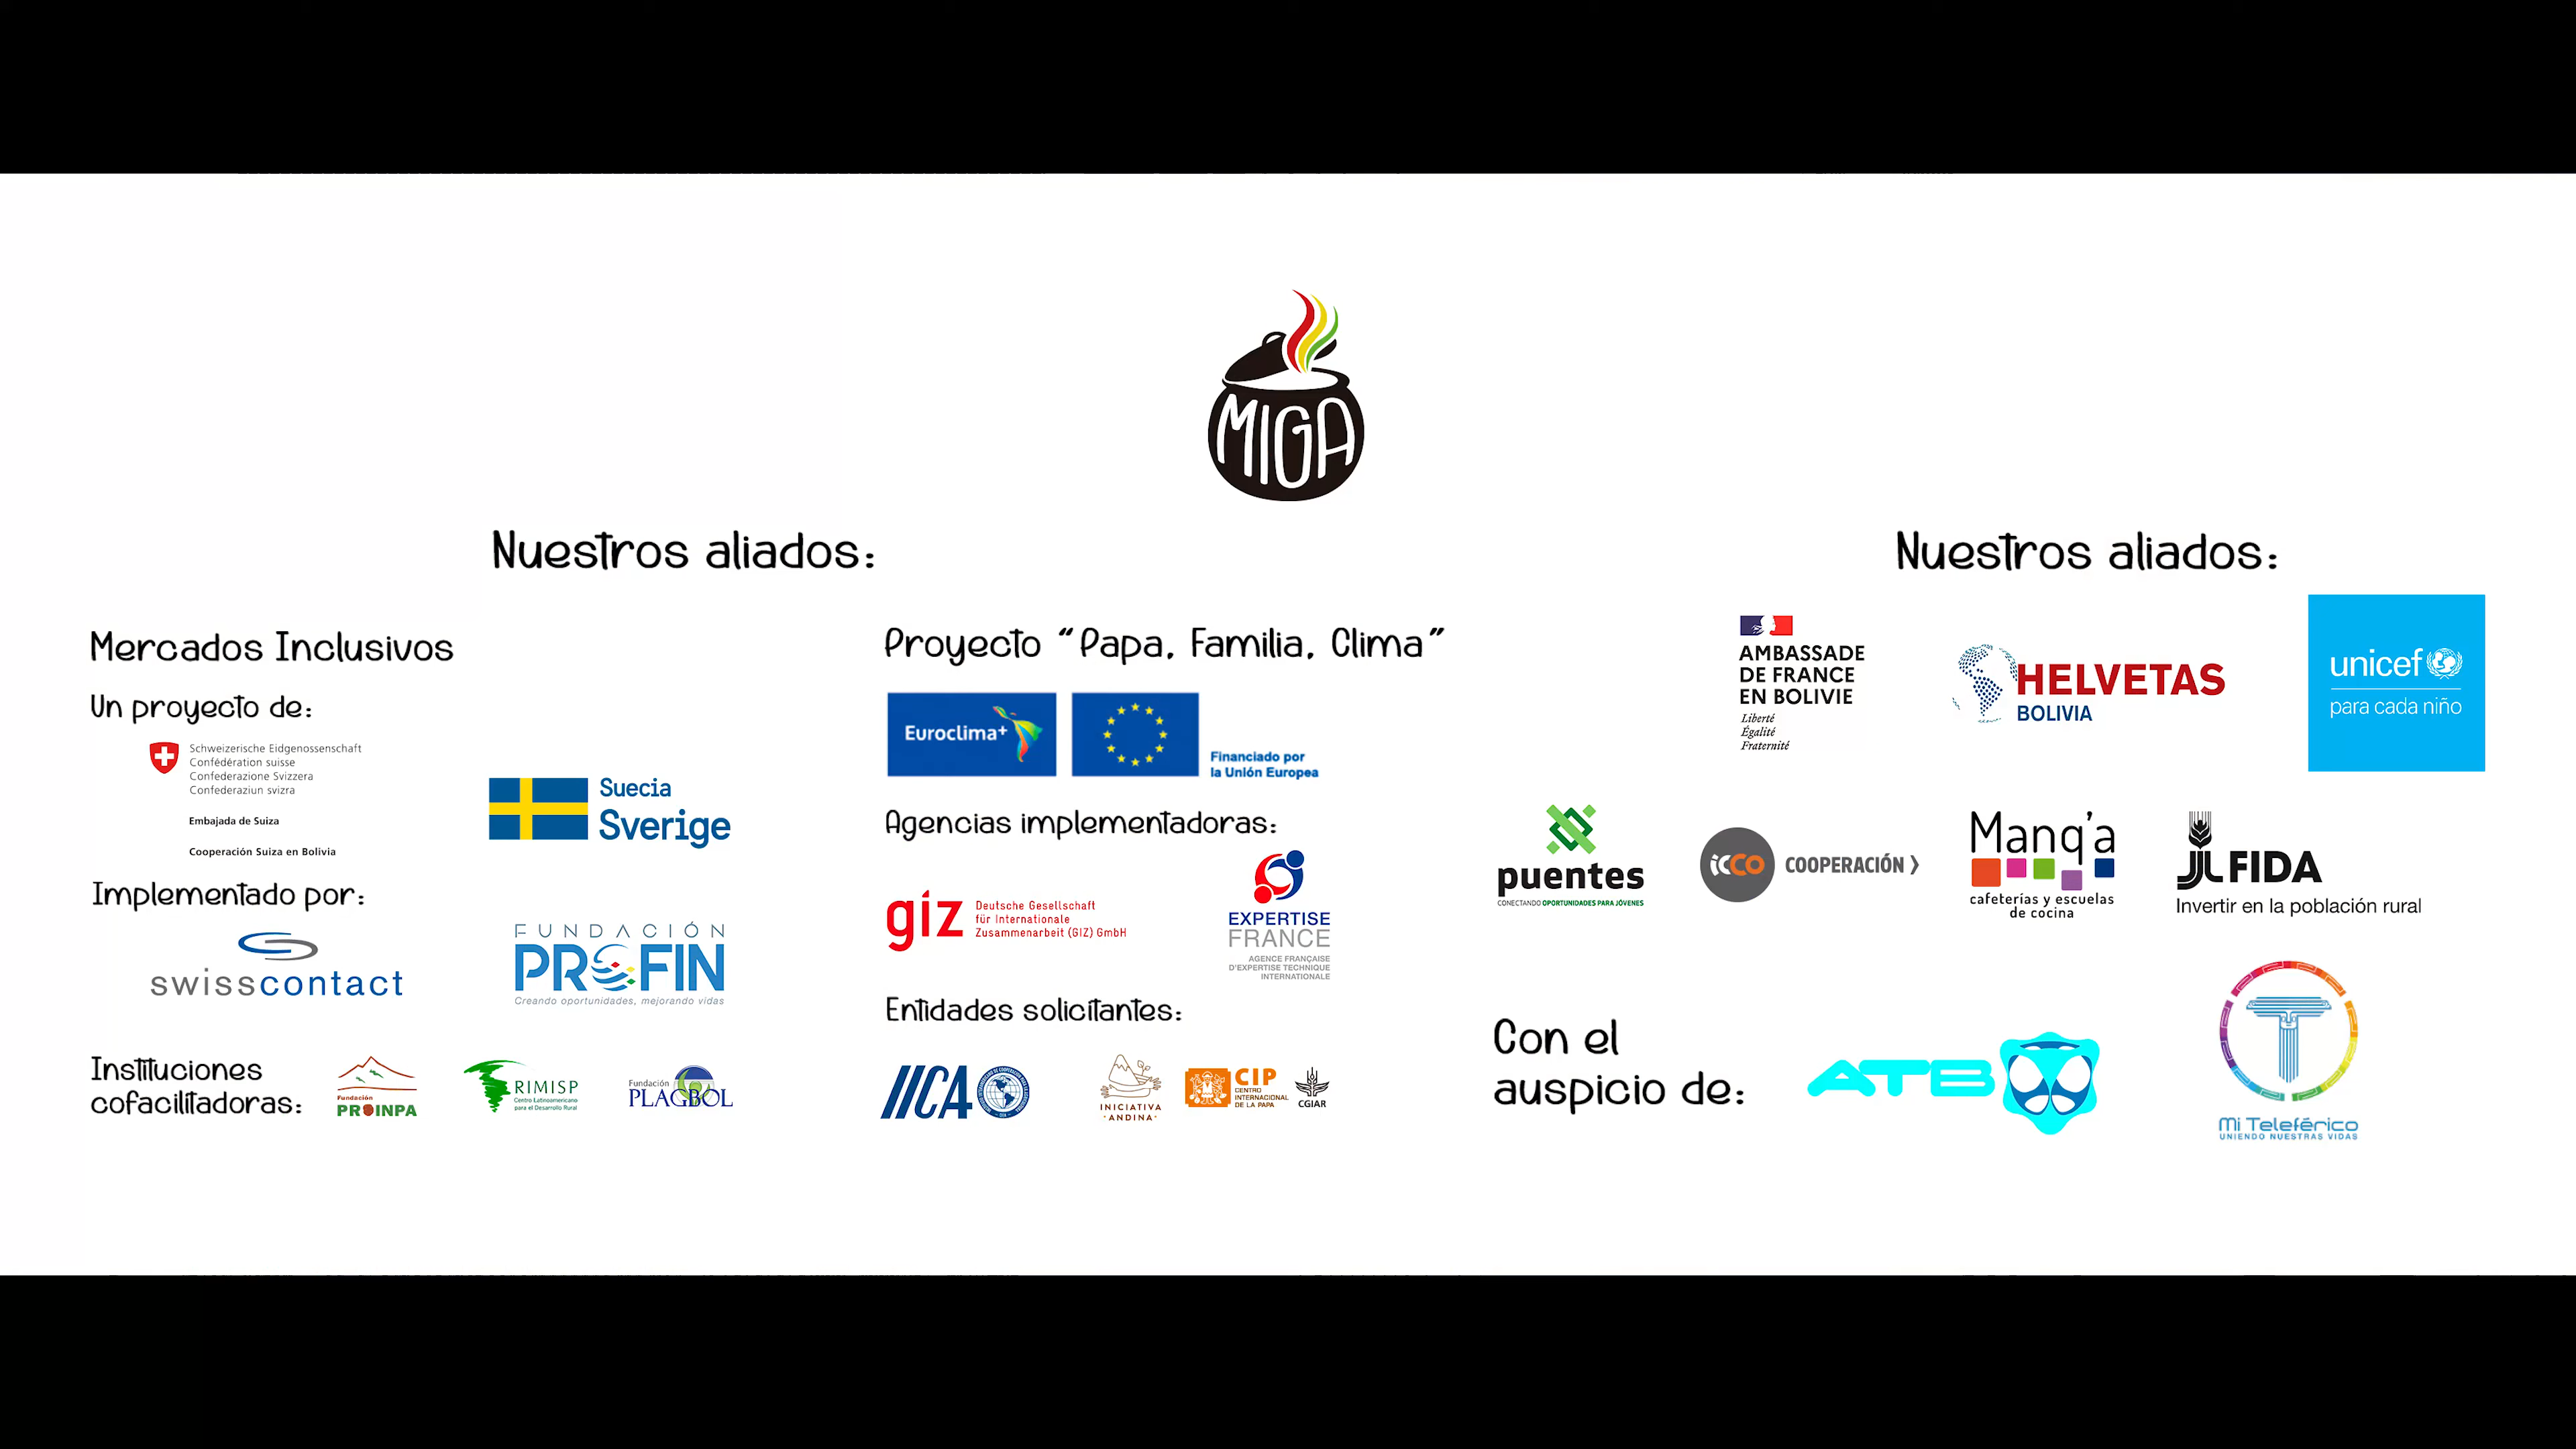 MIGA
Nuestros aliados:
Mercados Inclusivos
Un proyecto de:
Schweizerische Eidgenossenschaft
Confédération suisse
Confederazione Svizzera
Confederaziun svizra
Embajada de Suiza
Cooperación Suiza en Bolivia
Suecia
Sverige
Implementado por:
swisscontact
FUNDACIÓN
PROFIN
Creando oportunidades, mejorando vidas
Instituciones
cofacilitadoras:
Fundación
PROINPA
RIMISP
Centro Latinoamericano
para el Desarrollo Rural
Fundación
PLAGBOL
Proyecto "Papa, Familia, Clima"
Euroclima+
Financiado por
la Unión Europea
Agencias implementadoras:
giz
Deutsche Gesellschaft
für Internationale
Zusammenarbeit (GIZ) GmbH
EXPERTISE
FRANCE
AGENCE FRANÇAISE
D'EXPERTISE TECHNIQUE
INTERNATIONALE
Entidades solicitantes:
IICA
INICIATIVA
·ANDINA·
CIP
CENTRO
INTERNACIONAL
DE LA PAPA
CGIAR
Nuestros aliados:
AMBASSADE
DE FRANCE
EN BOLIVIE
Liberté
Égalité
Fraternité
HELVETAS
BOLIVIA
unicef
para cada niño
puentes
CONECTANDO OPORTUNIDADES PARA JÓVENES
icco COOPERACIÓN
Manq'a
cafeterías y escuelas
de cocina
FIDA
Invertir en la población rural
Con el
auspicio de:
ATB
Mi Teleférico
UNIENDO NUESTRAS VIDAS